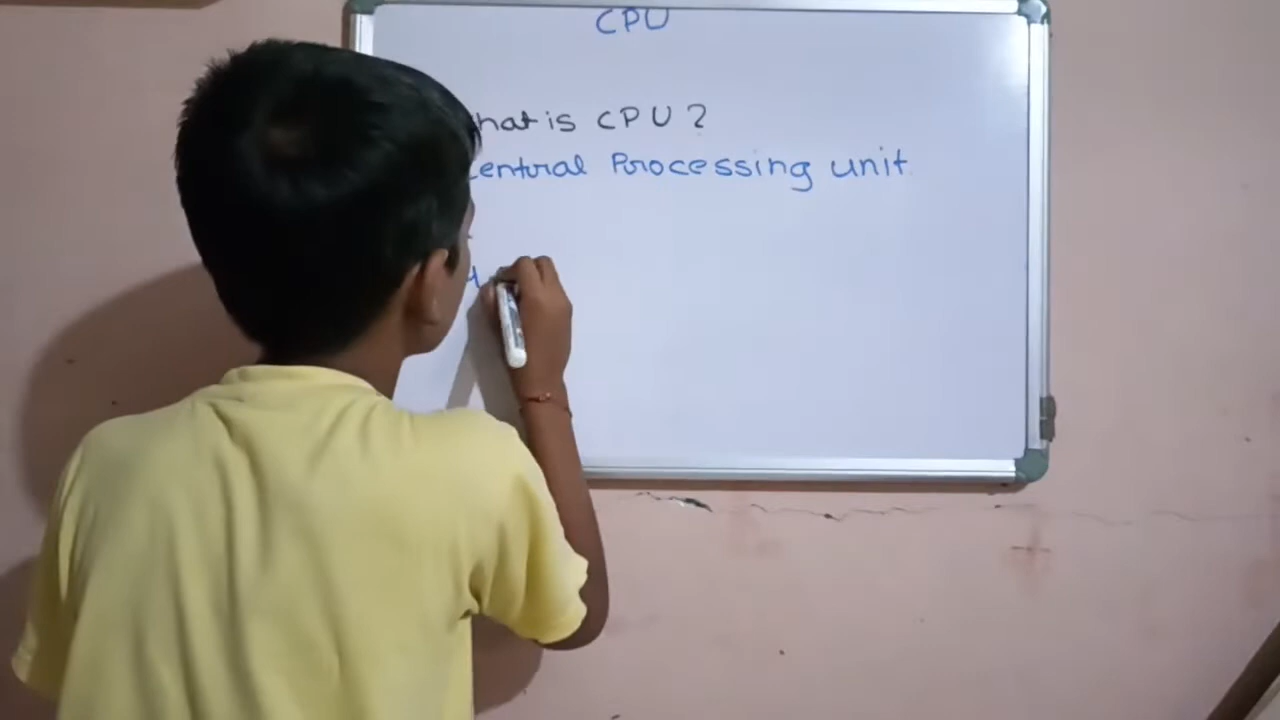 CPU
hat is CPU?
entral Processing unit